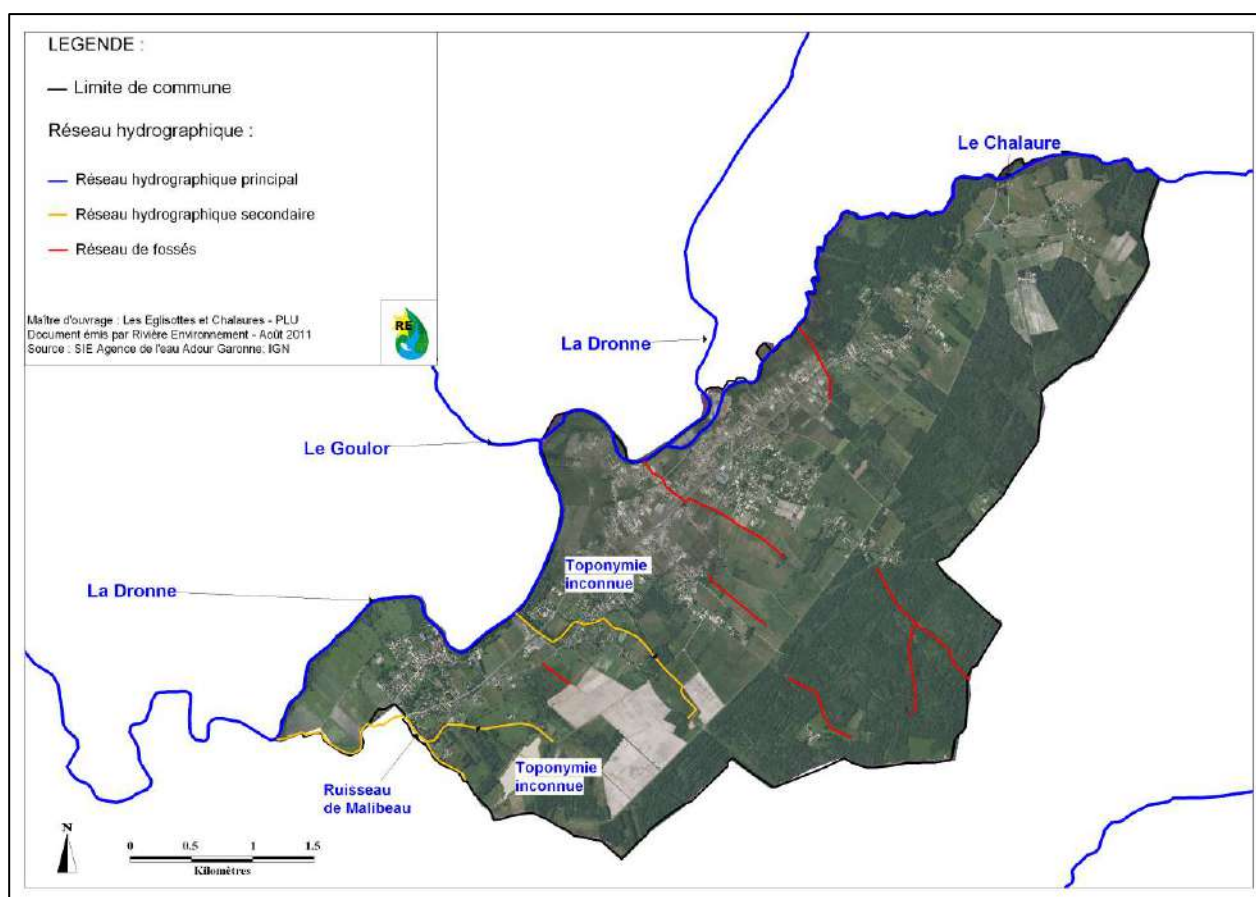 LEGENDE :
Limite de commune
Réseau hydrographique :
Réseau hydrographique principal
Réseau hydrographique secondaire
Réseau de fossés
Maître d'ouvrage : Les Eglisottes et Chalaures - PLU
Document émis par Rivière Environnement - Août 2011
Source : SIE Agence de l'eau Adour Garonne; IGN
RE
Le Chalaure
La Dronne
Le Goulor
Toponymie
inconnue
La Dronne
Toponymie
inconnue
Ruisseau
de Malibeau
N
0 0.5 1 1.5
Kilomètres